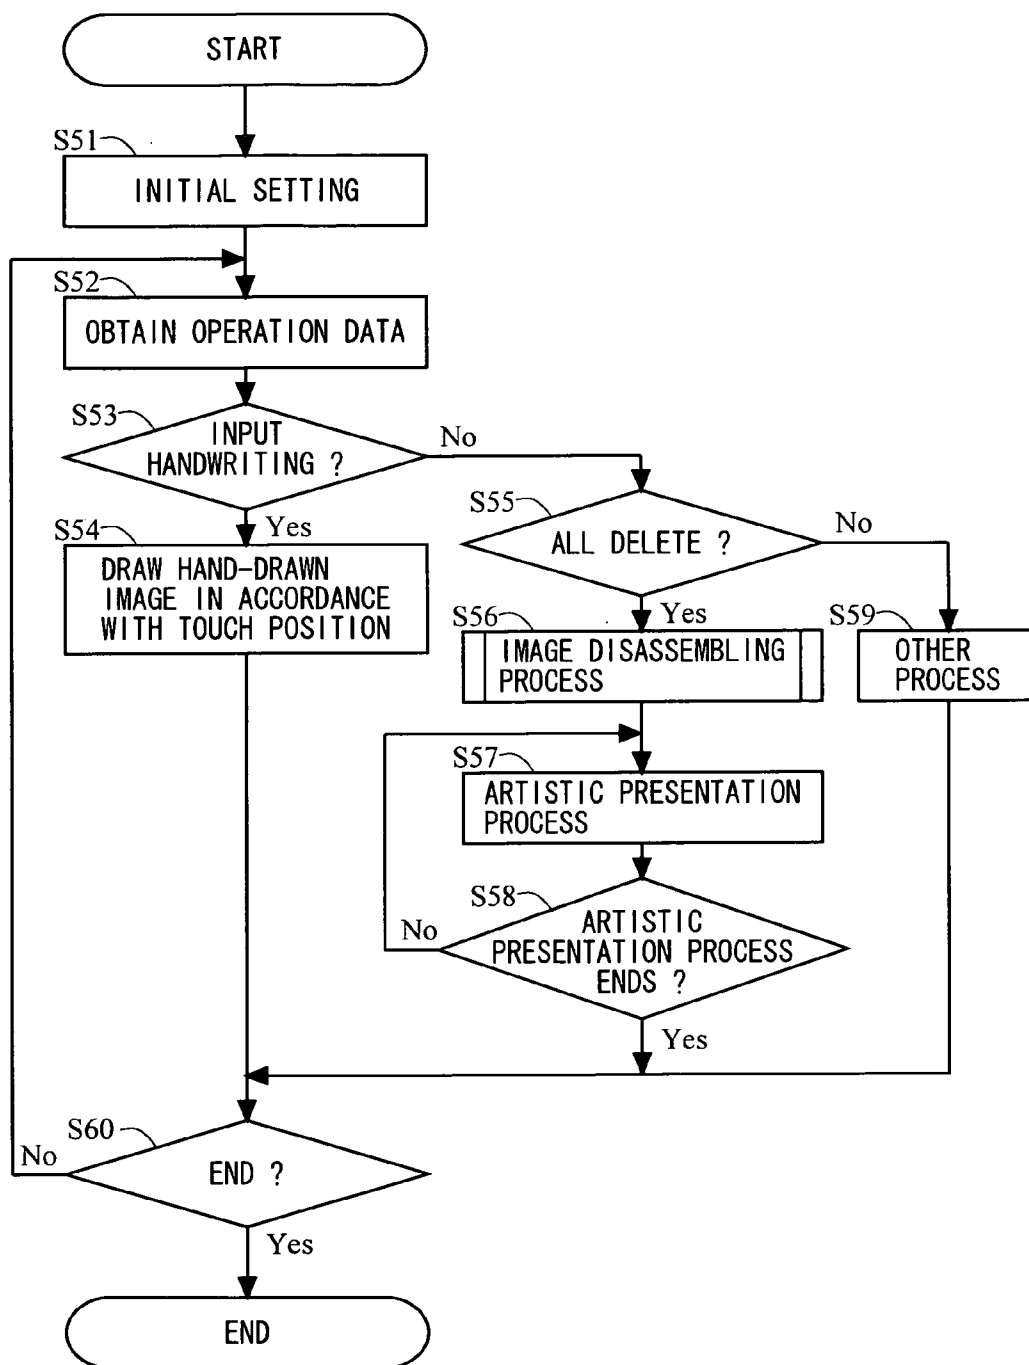 START
S51
INITIAL SETTING
S52
OBTAIN OPERATION DATA
S53
INPUT
HANDWRITING ?
No
Yes
S54
DRAW HAND-DRAWN
IMAGE IN ACCORDANCE
WITH TOUCH POSITION
S55
ALL DELETE ?
No
Yes
S56
IMAGE DISASSEMBLING
PROCESS
S59
OTHER
PROCESS
S57
ARTISTIC PRESENTATION
PROCESS
S58
ARTISTIC
PRESENTATION PROCESS
ENDS ?
No
Yes
S60
END ?
No
Yes
END